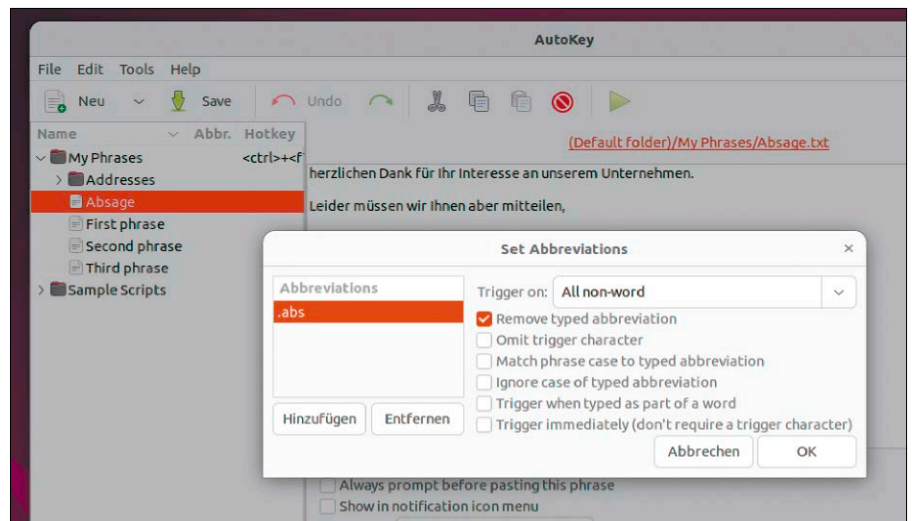 AutoKey
File Edit Tools Help
Neu Save Undo
Name Abbr. Hotkey
(Default folder)/My Phrases/Absage.txt
My Phrases <ctrl>+<f
Addresses
Absage
First phrase
Second phrase
Third phrase
Sample Scripts
herzlichen Dank für Ihr Interesse an unserem Unternehmen.
Leider müssen wir Ihnen aber mitteilen,
Set Abbreviations
Abbreviations
.abs
Hinzufügen Entfernen
Trigger on: All non-word
Remove typed abbreviation
Omit trigger character
Match phrase case to typed abbreviation
Ignore case of typed abbreviation
Trigger when typed as part of a word
Trigger immediately (don't require a trigger character)
Abbrechen OK
Always prompt before pasting this phrase
Show in notification icon menu